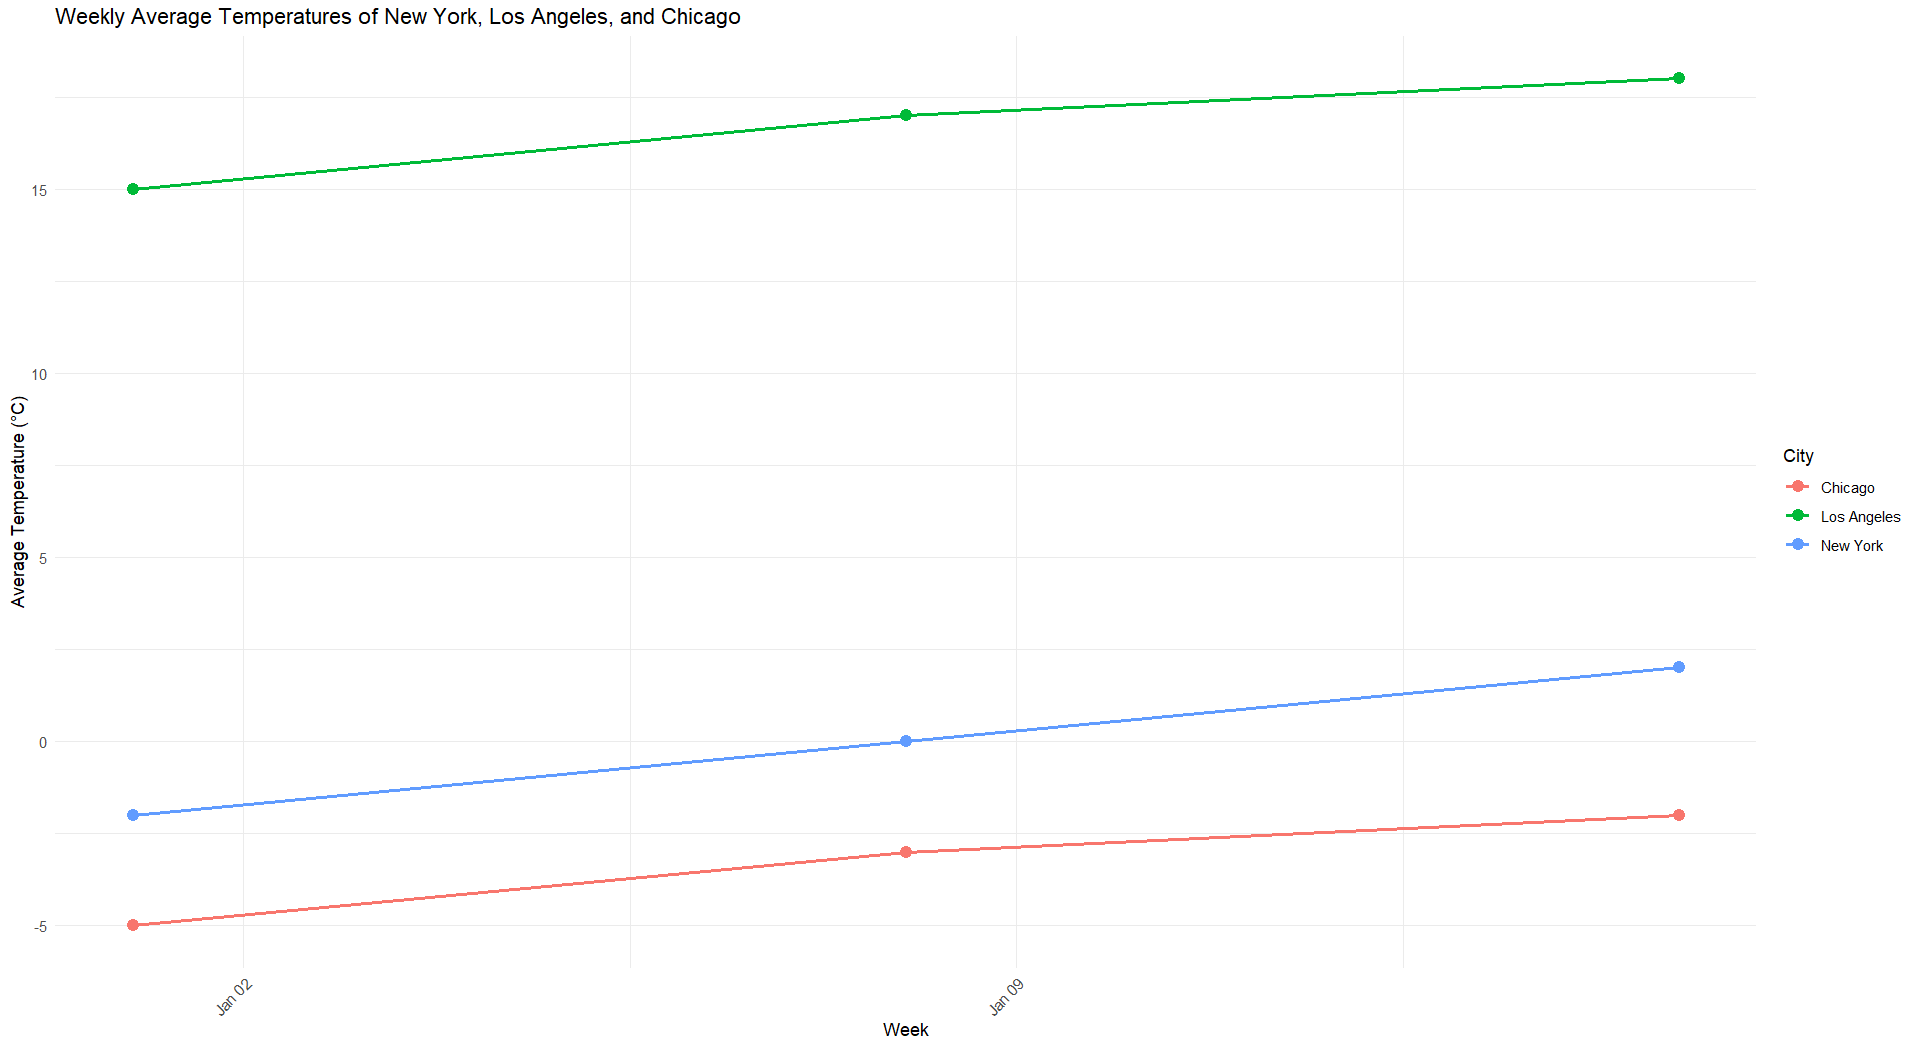 Weekly Average Temperatures of New York, Los Angeles, and Chicago
Average Temperature (°C)
15
10
5
0
-5
Jan 02
Jan 09
Week
City
Chicago
Los Angeles
New York